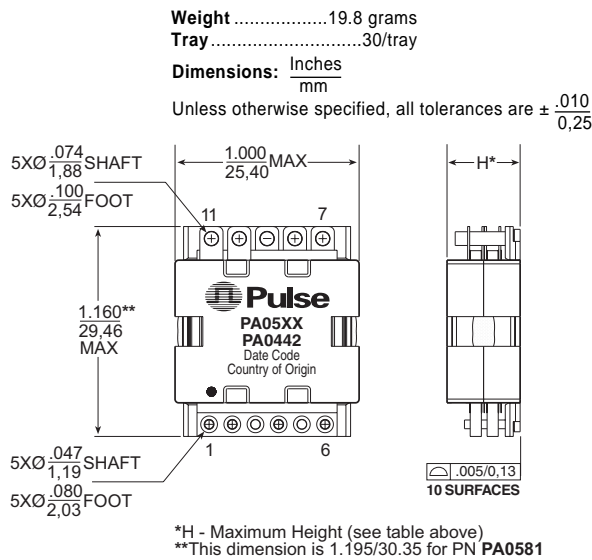 Weight ..................19.8 grams
Tray.............................30/tray
Dimensions: Inches
mm
Unless otherwise specified, all tolerances are ± .010
0,25
5XØ .074 SHAFT
1,88
5XØ .100 FOOT
2,54
1.000 MAX
25,40
H*
11 7
1.160**
29,46
MAX
Pulse
PA05XX
PA0442
Date Code
Country of Origin
5XØ .047 SHAFT
1,19
5XØ .080 FOOT
2,03
1 6
.005/0,13
10 SURFACES
*H - Maximum Height (see table above)
**This dimension is 1.195/30.35 for PN PA0581